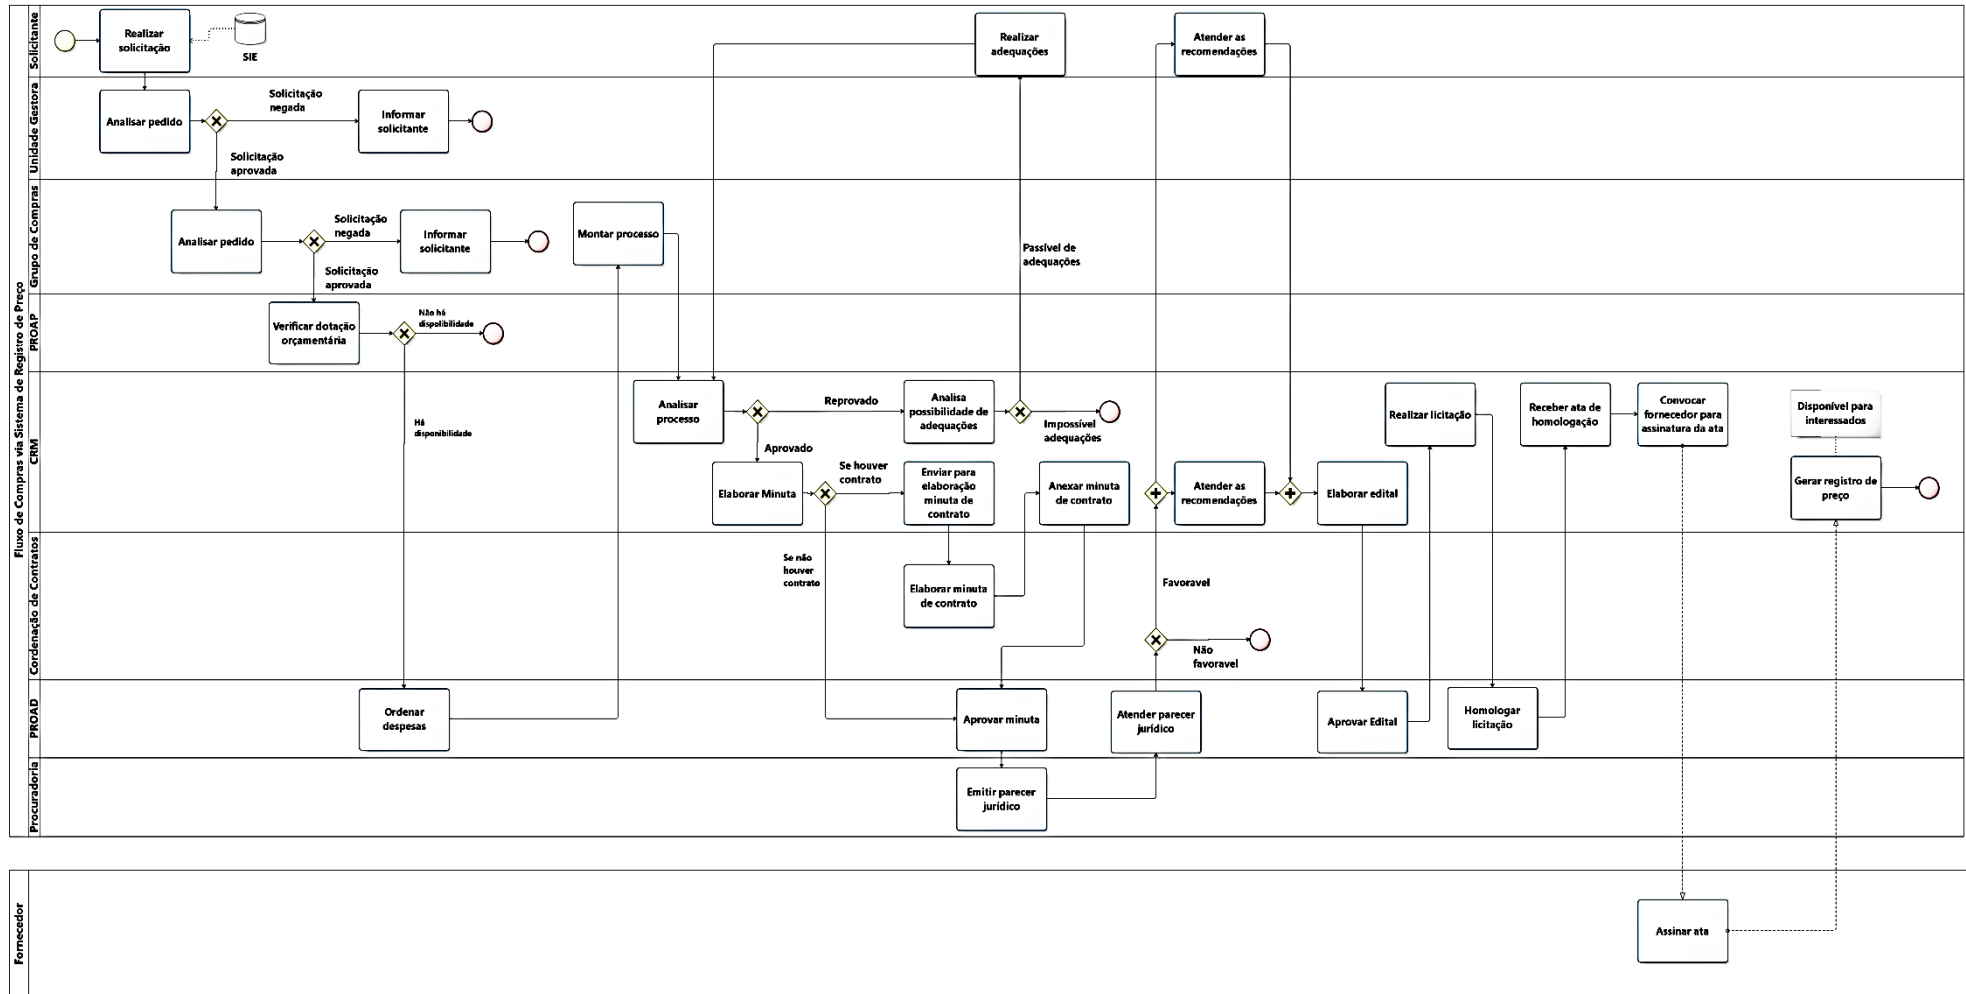 Fluxo de Compras via Sistema de Registro de Preço
Solicitante
Realizar
solicitação
SIE
Realizar
adequações
Atender as
recomendações
Unidade Gestora
Analisar pedido
Solicitação
negada
Informar
solicitante
Solicitação
aprovada
Grupo de Compras
Analisar pedido
Solicitação
negada
Informar
solicitante
Solicitação
aprovada
Montar processo
Passível de
adequações
PROAP
Verificar dotação
orçamentária
Não há
displibilidade
CRM
Há
disponibilidade
Analisar
processo
Reprovado
Analisa
possibilidade de
adequações
Impossível
adequações
Aprovado
Elaborar Minuta
Se houver
contrato
Enviar para
elaboração
minuta de
contrato
Anexar minuta
de contrato
Atender as
recomendações
Elaborar edital
Realizar licitação
Receber ata de
homologação
Convocar
fornecedor para
assinatura da ata
Disponível para
interessados
Gerar registro de
preço
Cordenação de Contratos
Se não
houver
contrato
Elaborar minuta
de contrato
Favoravel
Não
favoravel
PROAD
Ordenar
despesas
Aprovar minuta
Atender parecer
jurídico
Aprovar Edital
Homologar
licitação
Procuradoria
Emitir parecer
jurídico
Fornecedor
Assinar ata